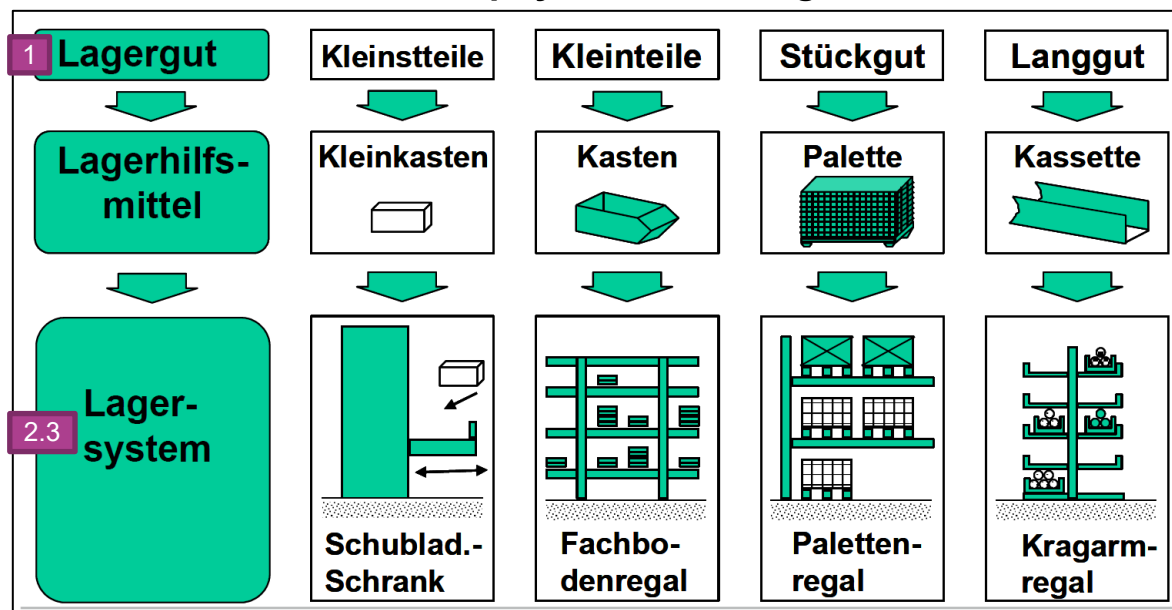 1
Lagergut
Kleinstteile
Kleinteile
Stückgut
Langgut
Lagerhilfs-
mittel
Kleinkasten
Kasten
Palette
Kassette
2.3
Lager-
system
Schublad.-
Schrank
Fachbo-
denregal
Paletten-
regal
Kragarm-
regal